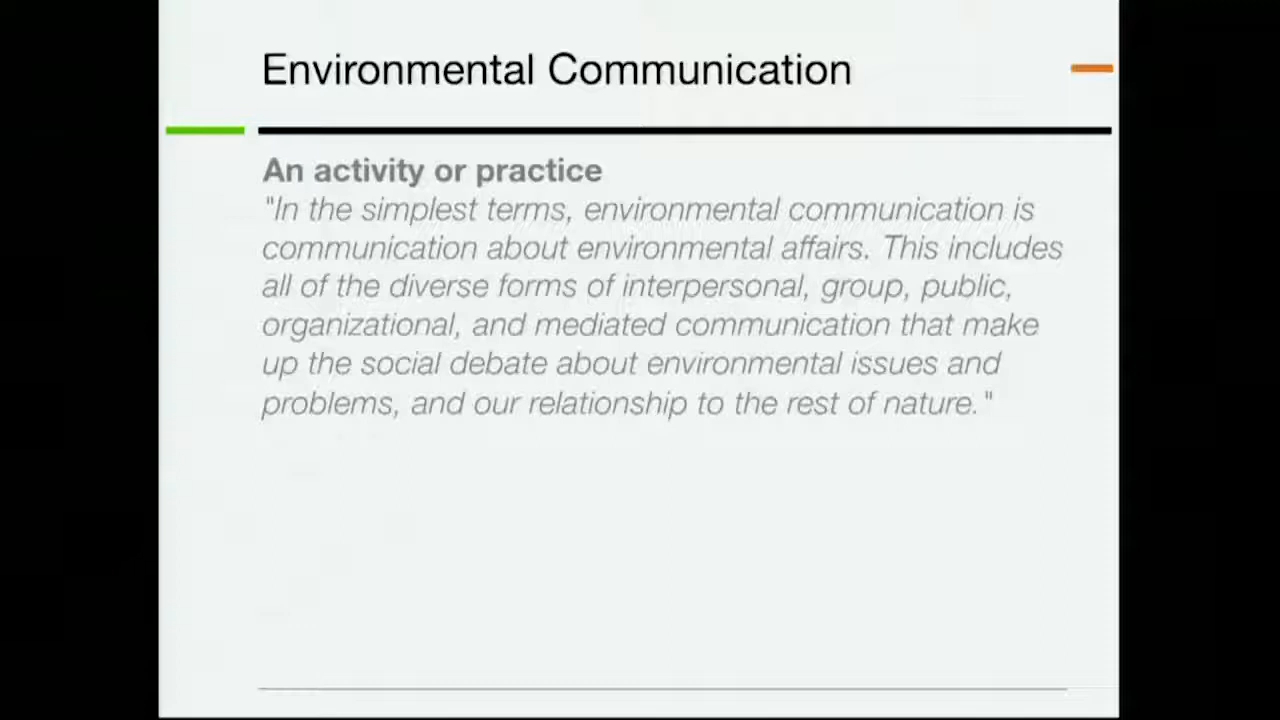 Environmental Communication
An activity or practice
"In the simplest terms, environmental communication is
communication about environmental affairs. This includes
all of the diverse forms of interpersonal, group, public,
organizational, and mediated communication that make
up the social debate about environmental issues and
problems, and our relationship to the rest of nature."